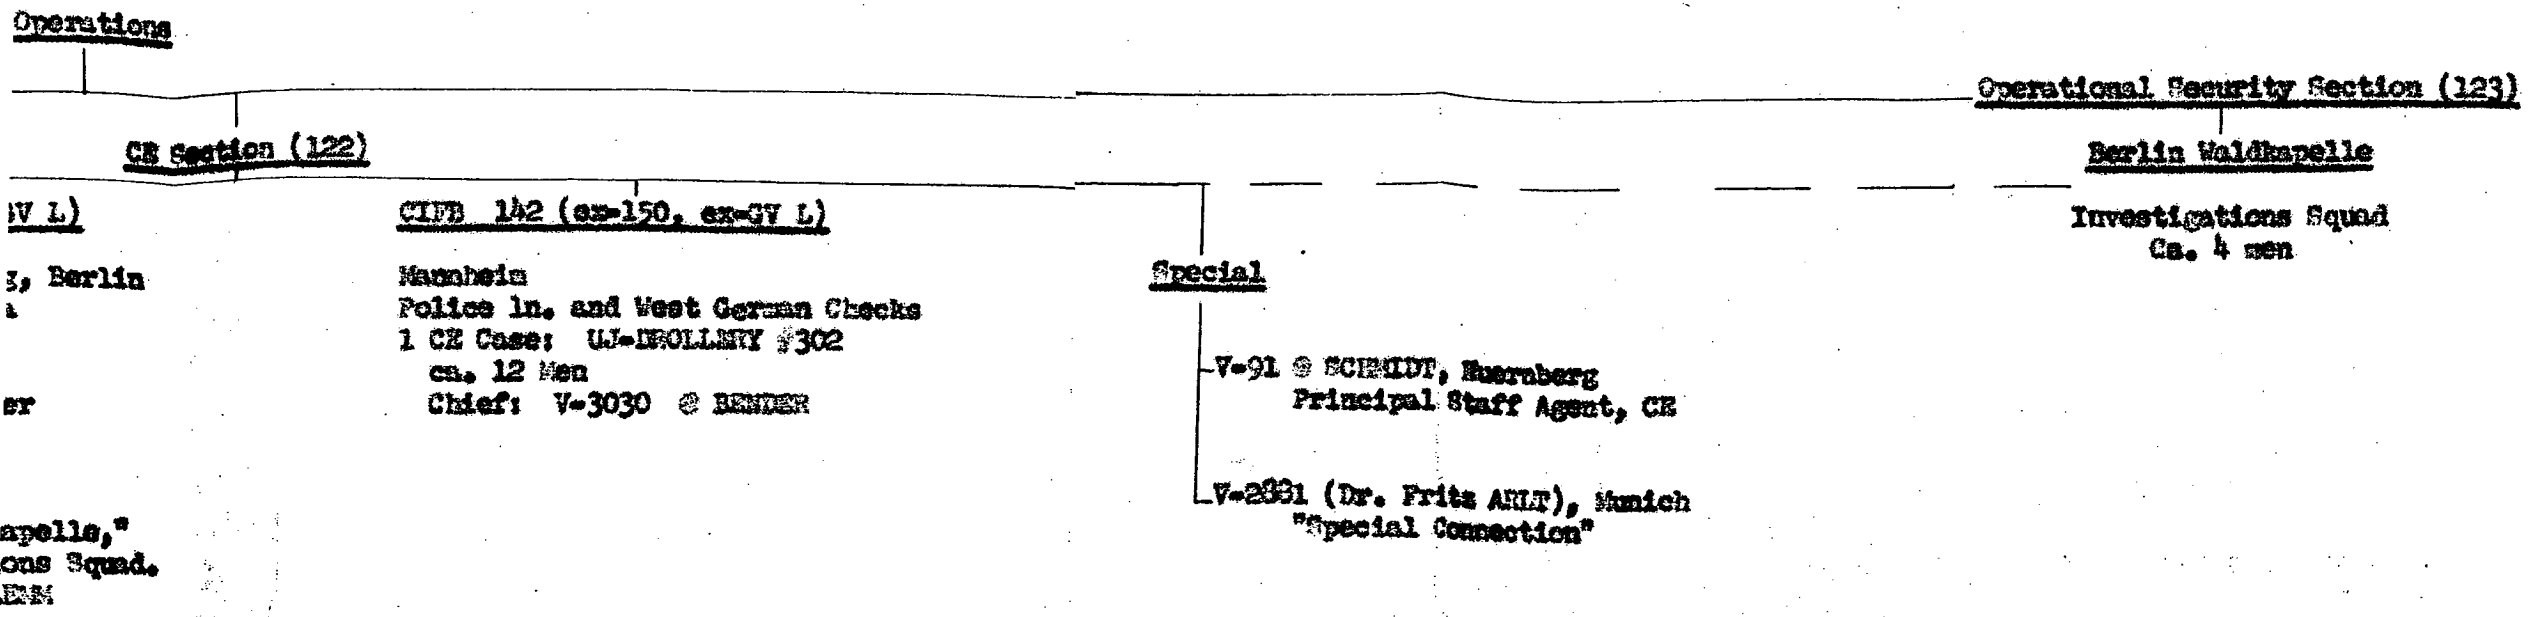 Operations
Operational Security Section (123)
CE Section (122)
Berlin Waldkapelle
GV L)
CIFB 142 (ex-150, ex-GV L)
Investigations Squad
Ca. 4 men
, Berlin
Mannheim
Police ln. and West German Checks
1 CE Case: UJ-DROLLERY #302
ca. 12 Men
Chief: V-3030 @ BENDER
er
Special
V-91 @ SCHMIDT, Nuernberg
Principal Staff Agent, CE
V-2881 (Dr. Fritz ARLT), Munich
"Special Connection"
apelle,"
ons Squad.